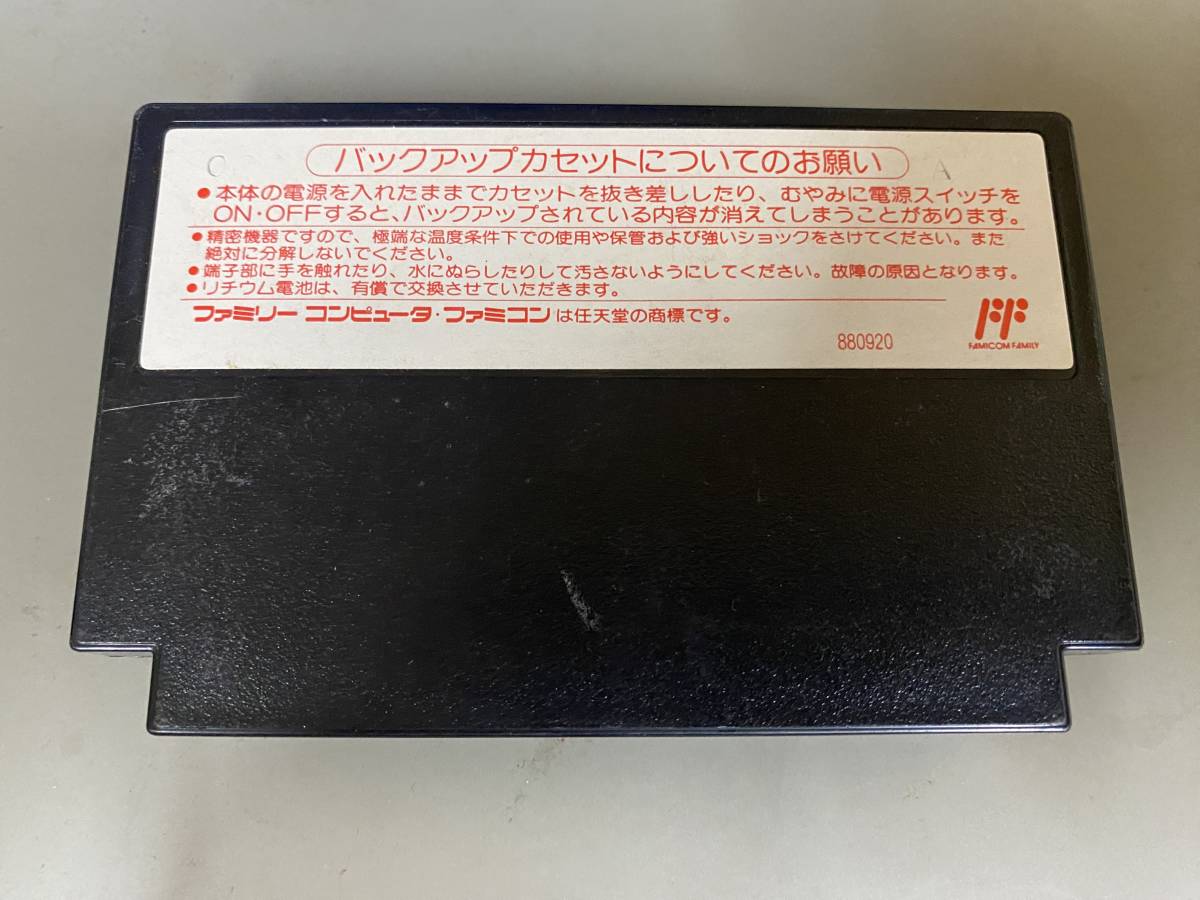 バックアップカセットについてのお願い
C A
●本体の電源を入れたままでカセットを抜き差ししたり、むやみに電源スイッチを
ON・OFFすると、バックアップされている内容が消えてしまうことがあります。
●精密機器ですので、極端な温度条件下での使用や保管および強いショックをさけてください。また
絶対に分解しないでください。
●端子部に手を触れたり、水にぬらしたりして汚さないようにしてください。故障の原因となります。
●リチウム電池は、有償で交換させていただきます。
ファミリー コンピュータ・ファミコンは任天堂の商標です。
880920
FAMICOM FAMILY